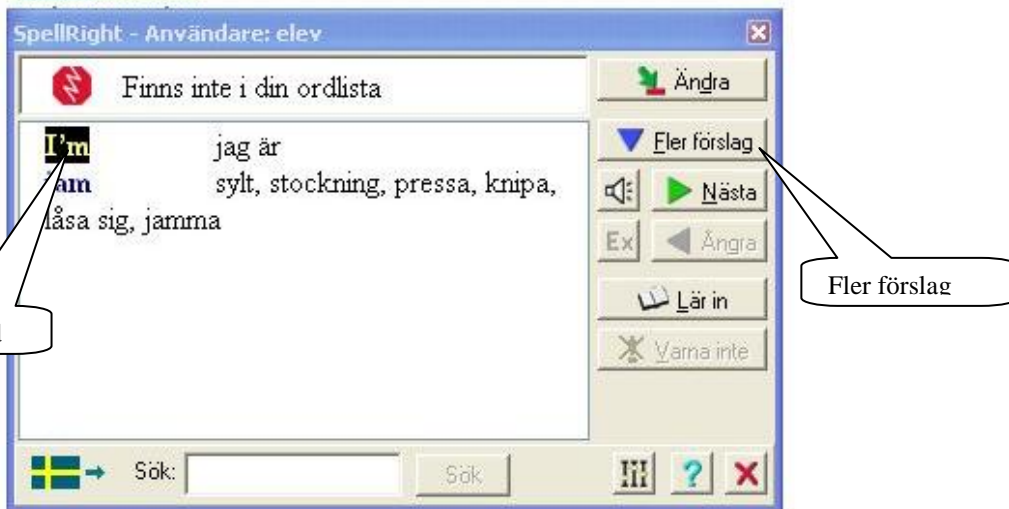 SpellRight - Användare: elev
Finns inte i din ordlista
Ändra
I'm jag är
jam sylt, stockning, pressa, knipa,
låsa sig, jamma
Fler förslag
Nästa
Ex Ångra
Lär in
Varna inte
Fler förslag
Sök:
Sök
?